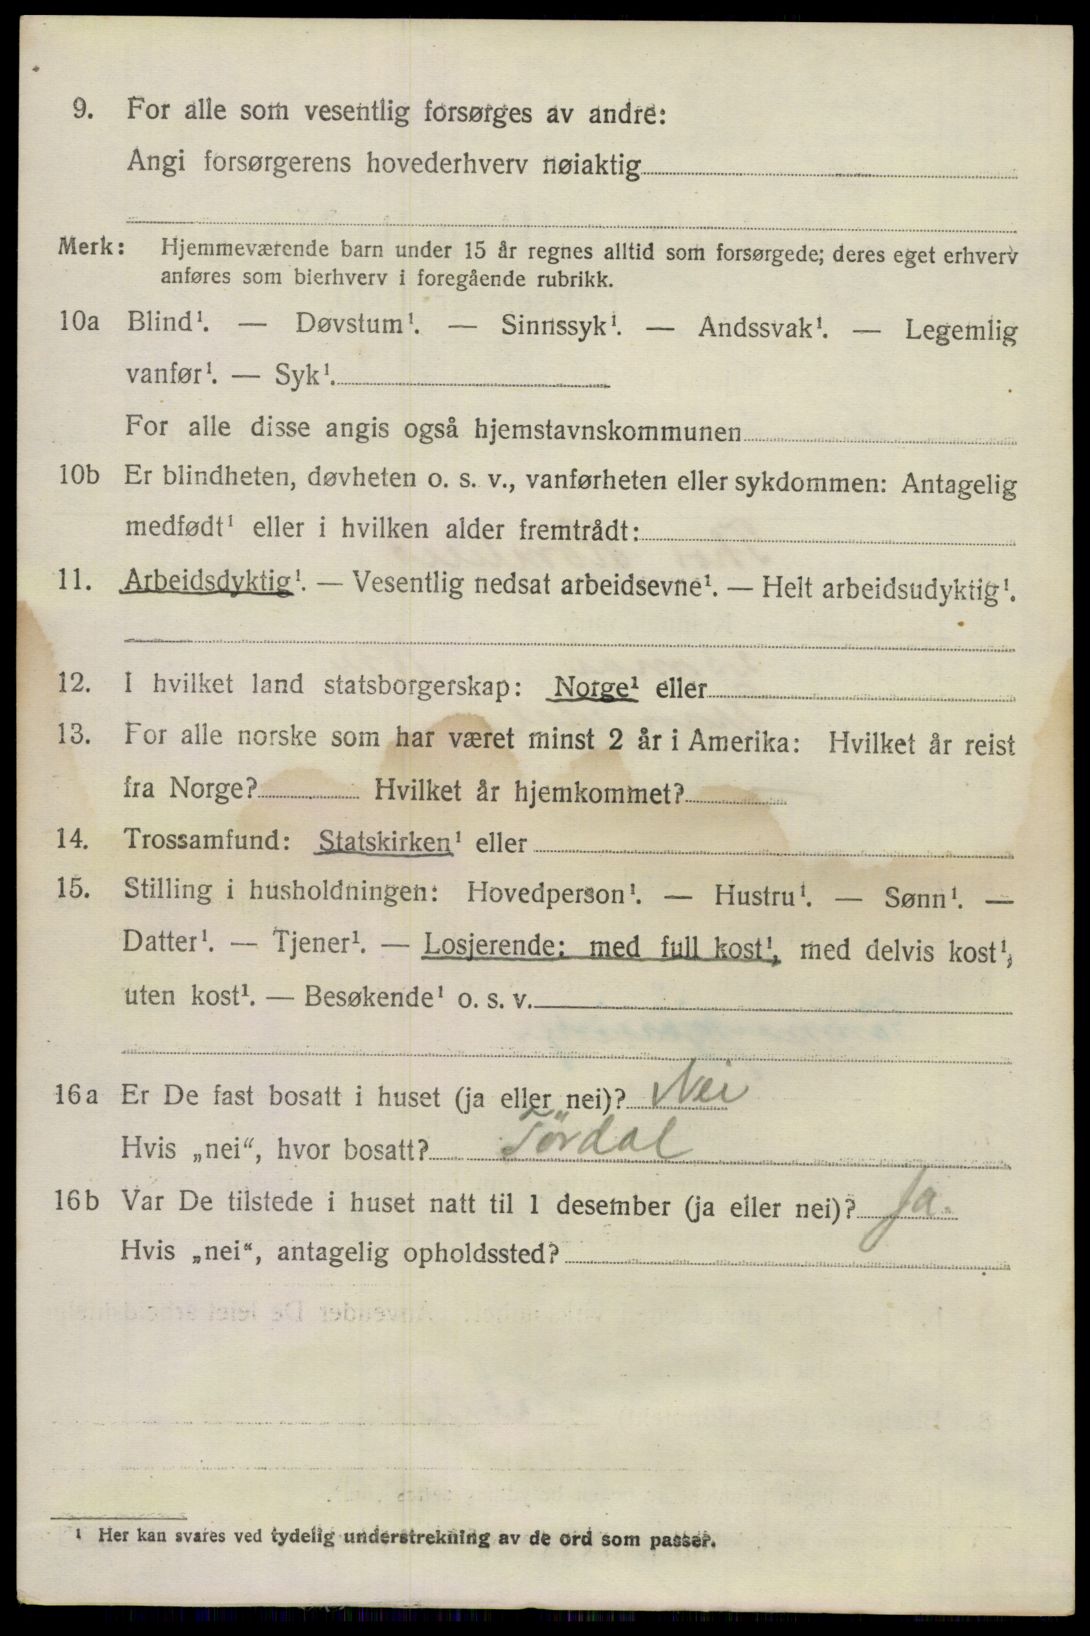 9. For alle som vesentlig forsørges av andre:
Angi forsørgerens hovederhverv nøiaktig
Merk: Hjemmeværende barn under 15 år regnes alltid som forsørgede; deres eget erhverv
anføres som bierhverv i foregående rubrikk.
10a Blind¹. — Døvstum¹. — Sinnssyk¹. — Andssvak¹. — Legemlig
vanfør¹. — Syk¹.
For alle disse angis også hjemstavnskommunen
10b Er blindheten, døvheten o. s. v., vanførheten eller sykdommen: Antagelig
medfødt¹ eller i hvilken alder fremtrådt:
11. Arbeidsdyktig¹. — Vesentlig nedsat arbeidsevne¹. — Helt arbeidsudyktig¹.
12. I hvilket land statsborgerskap: Norge¹ eller
13. For alle norske som har været minst 2 år i Amerika: Hvilket år reist
fra Norge? Hvilket år hjemkommet?
14. Trossamfund: Statskirken¹ eller
15. Stilling i husholdningen: Hovedperson¹. — Hustru¹. — Sønn¹. —
Datter¹. — Tjener¹. — Losjerende: med full kost¹, med delvis kost¹,
uten kost¹. — Besøkende¹ o. s. v.
16a Er De fast bosatt i huset (ja eller nei)? Nei
Hvis „nei“, hvor bosatt? Tördal
16b Var De tilstede i huset natt til 1 desember (ja eller nei)? Ja.
Hvis „nei“, antagelig opholdssted?
¹ Her kan svares ved tydelig understrekning av de ord som passer.